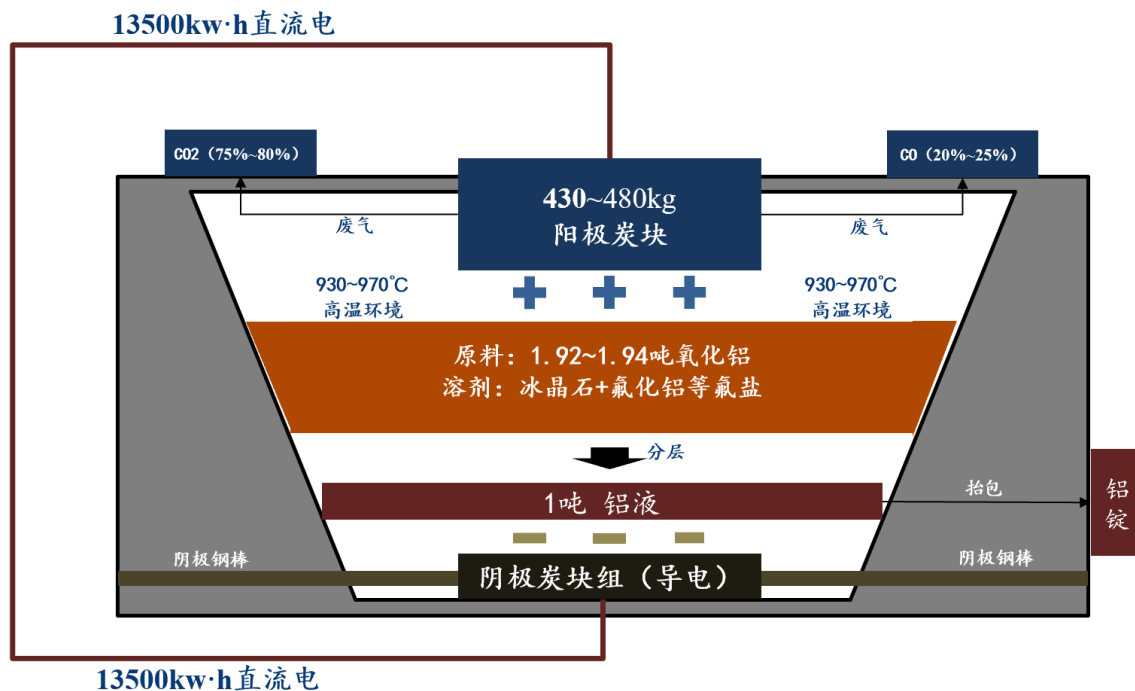 13500kw·h直流电
CO2（75%~80%）
CO（20%~25%）
430~480kg
阳极炭块
废气
废气
930~970℃
高温环境
930~970℃
高温环境
原料：1.92~1.94吨氧化铝
溶剂：冰晶石+氟化铝等氟盐
分层
1吨 铝液
抬包
铝
锭
阴极钢棒
阴极钢棒
阴极炭块组（导电）
13500kw·h直流电